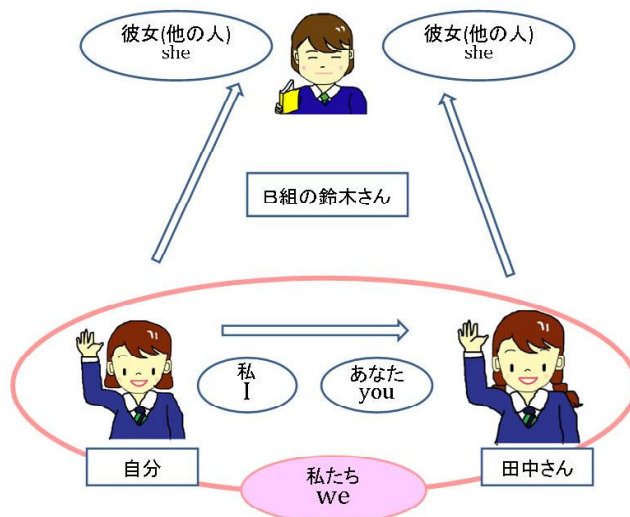 彼女(他の人)
she
彼女(他の人)
she
B組の鈴木さん
私
I
あなた
you
自分
私たち
we
田中さん